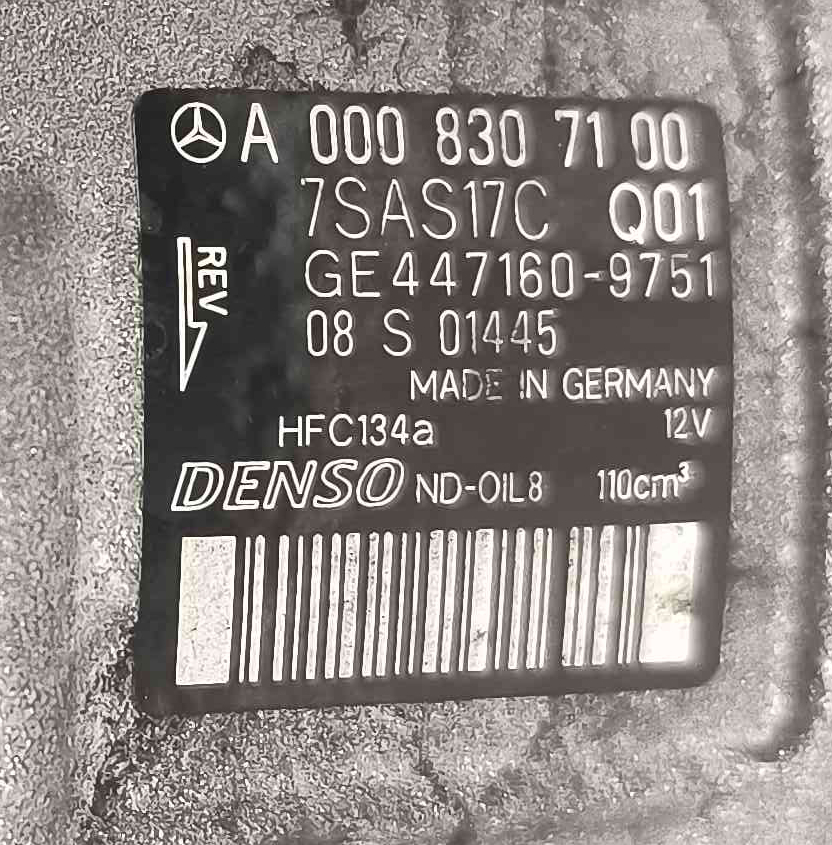 A 000 830 71 00
7SAS17C Q01
REV
GE447160-9751
08 S 01445
MADE IN GERMANY
HFC134a 12V
DENSO ND-OIL8 110cm³